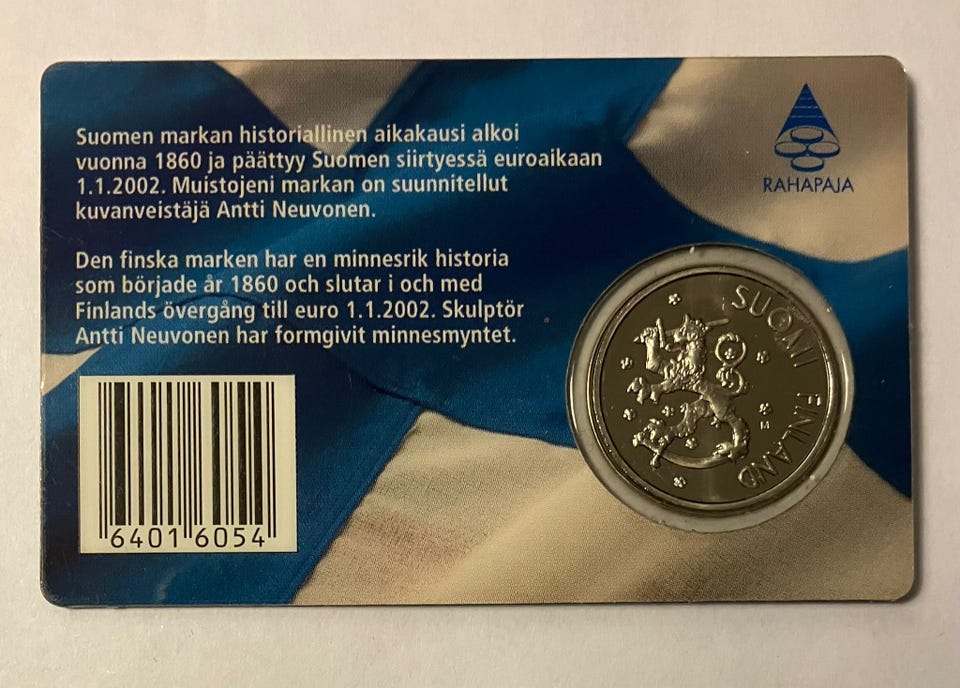 Suomen markan historiallinen aikakausi alkoi
vuonna 1860 ja päättyy Suomen siirtyessä euroaikaan
1.1.2002. Muistojeni markan on suunnitellut
kuvanveistäjä Antti Neuvonen.
Den finska marken har en minnesrik historia
som började år 1860 och slutar i och med
Finlands övergång till euro 1.1.2002. Skulptör
Antti Neuvonen har formgivit minnesmyntet.
RAHAPAJA
SUOMI FINLAND
M
6401 6054